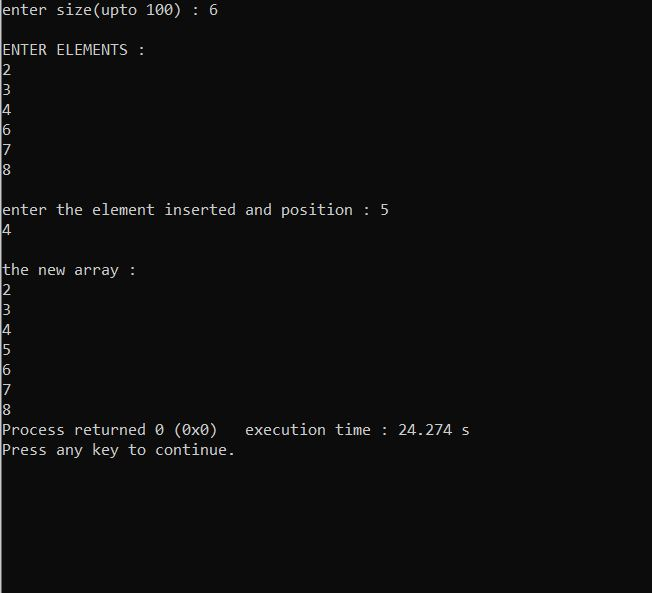 enter size(upto 100) : 6
ENTER ELEMENTS :
2
3
4
6
7
8
enter the element inserted and position : 5
4
the new array :
2
3
4
5
6
7
8
Process returned 0 (0x0)   execution time : 24.274 s
Press any key to continue.